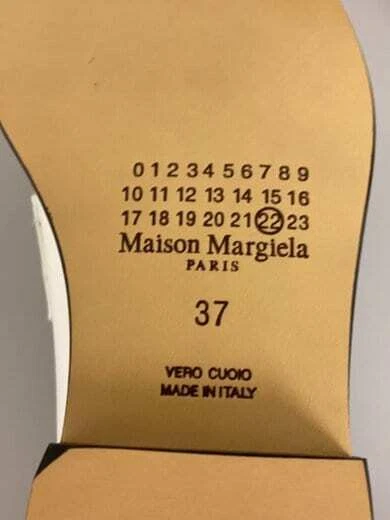 0 1 2 3 4 5 6 7 8 9
10 11 12 13 14 15 16
17 18 19 20 21 22 23
Maison Margiela
PARIS
37
VERO CUOIO
MADE IN ITALY